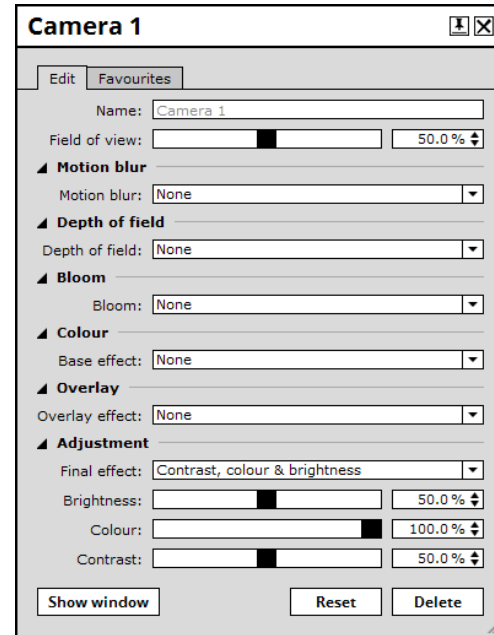 Camera 1
Edit Favourites
Name: Camera 1
Field of view: 50.0 %
Motion blur
Motion blur: None
Depth of field
Depth of field: None
Bloom
Bloom: None
Colour
Base effect: None
Overlay
Overlay effect: None
Adjustment
Final effect: Contrast, colour & brightness
Brightness: 50.0 %
Colour: 100.0 %
Contrast: 50.0 %
Show window Reset Delete